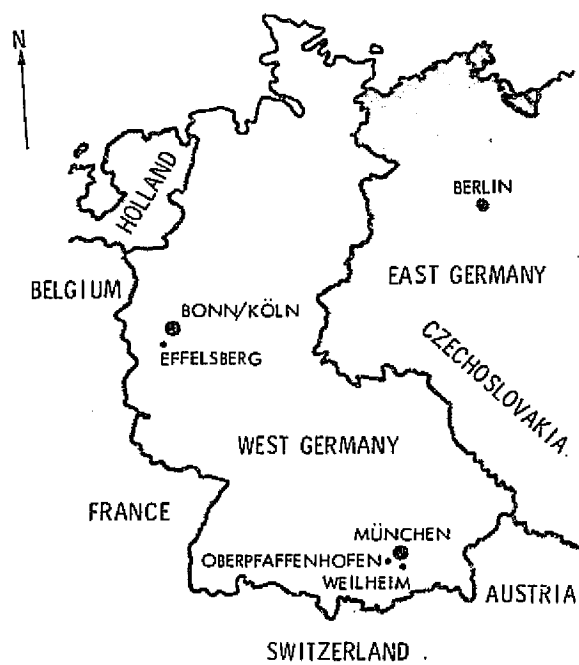 N
HOLLAND
BERLIN
EAST GERMANY
BELGIUM
BONN/KÖLN
EFFELSBERG
CZECHOSLOVAKIA
WEST GERMANY
FRANCE
MÜNCHEN
OBERPFAFFENHOFEN
WEILHEIM
AUSTRIA
SWITZERLAND .